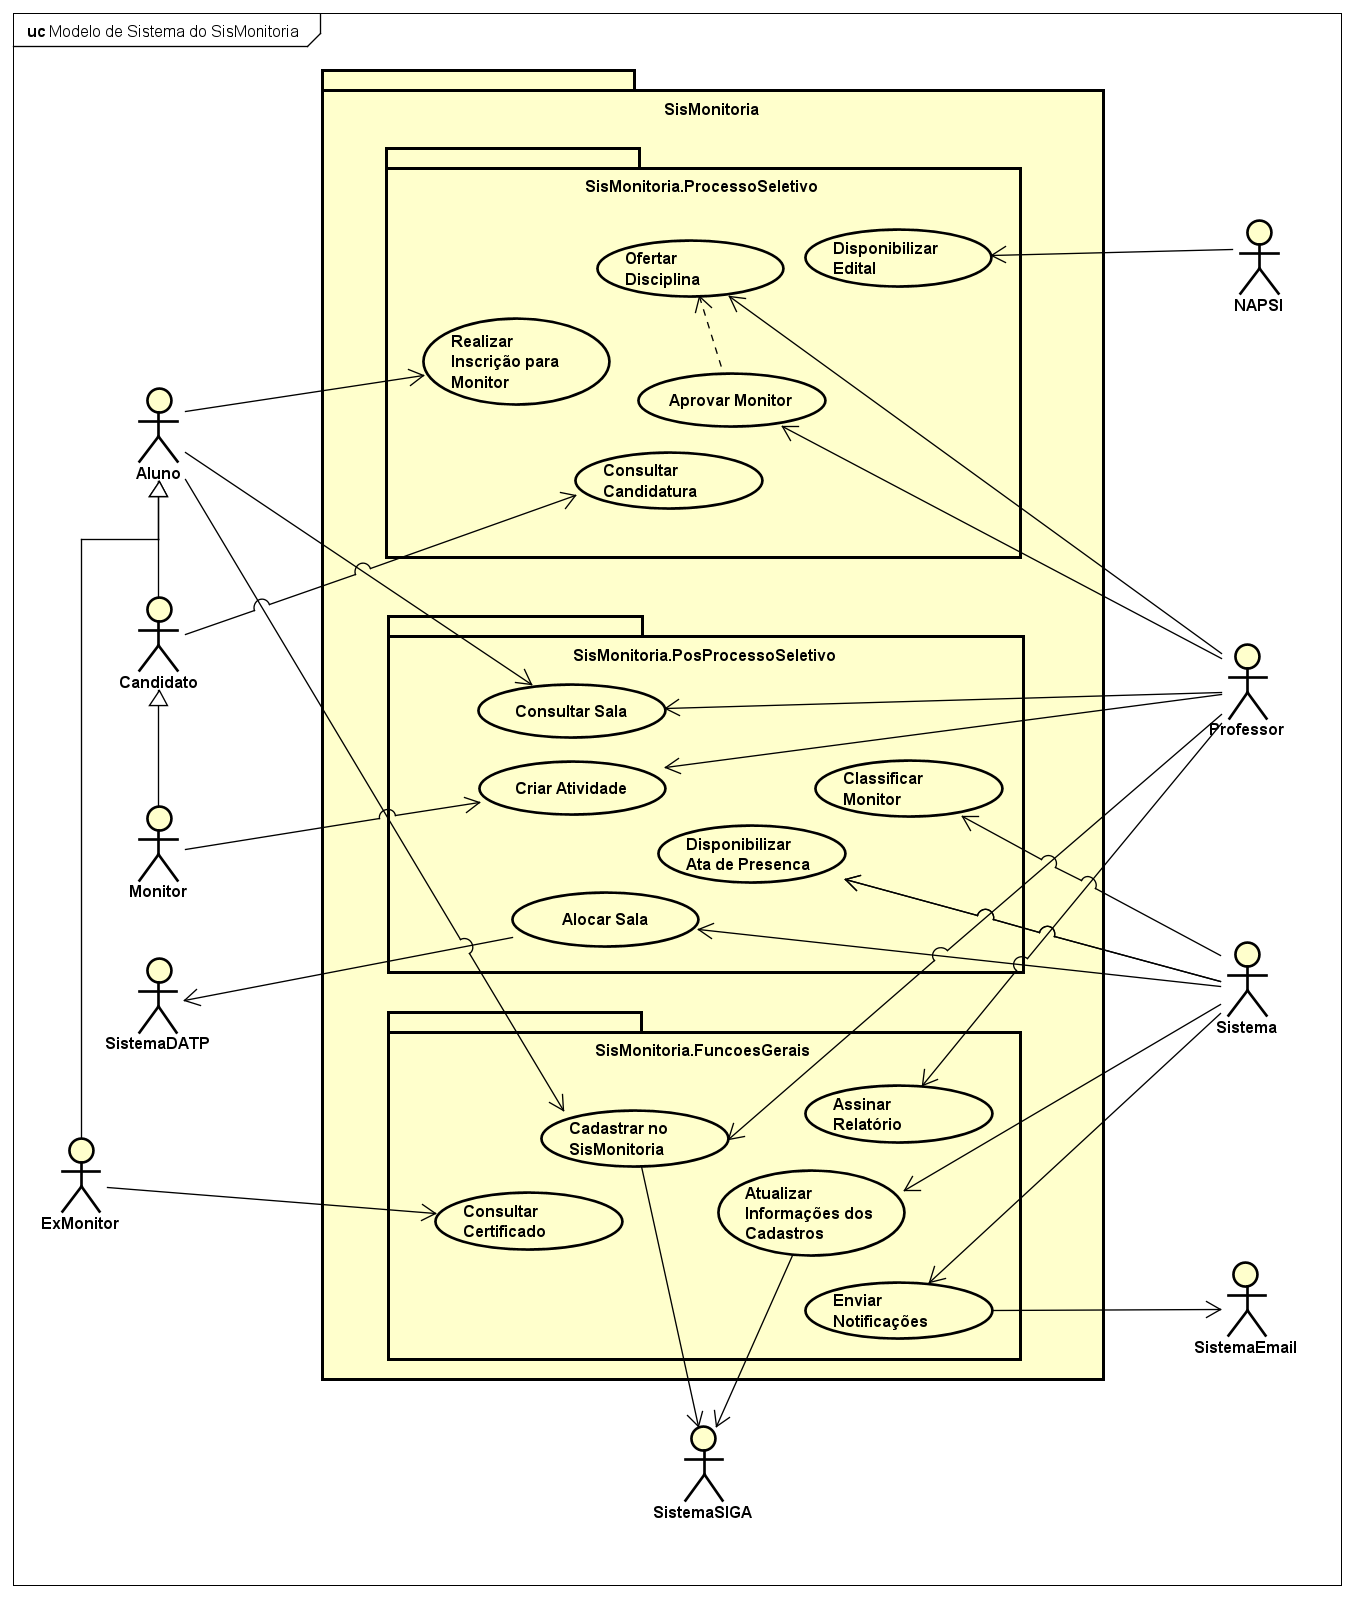 uc Modelo de Sistema do SisMonitoria
SisMonitoria
SisMonitoria.ProcessoSeletivo
Ofertar
Disciplina
Disponibilizar
Edital
NAPSI
Realizar
Inscrição para
Monitor
Aprovar Monitor
Aluno
Consultar
Candidatura
Candidato
SisMonitoria.PosProcessoSeletivo
Consultar Sala
Professor
Criar Atividade
Classificar
Monitor
Disponibilizar
Ata de Presenca
Monitor
Alocar Sala
Sistema
SistemaDATP
SisMonitoria.FuncoesGerais
Assinar
Relatório
Cadastrar no
SisMonitoria
ExMonitor
Consultar
Certificado
Atualizar
Informações dos
Cadastros
Enviar
Notificações
SistemaEmail
SistemaSIGA